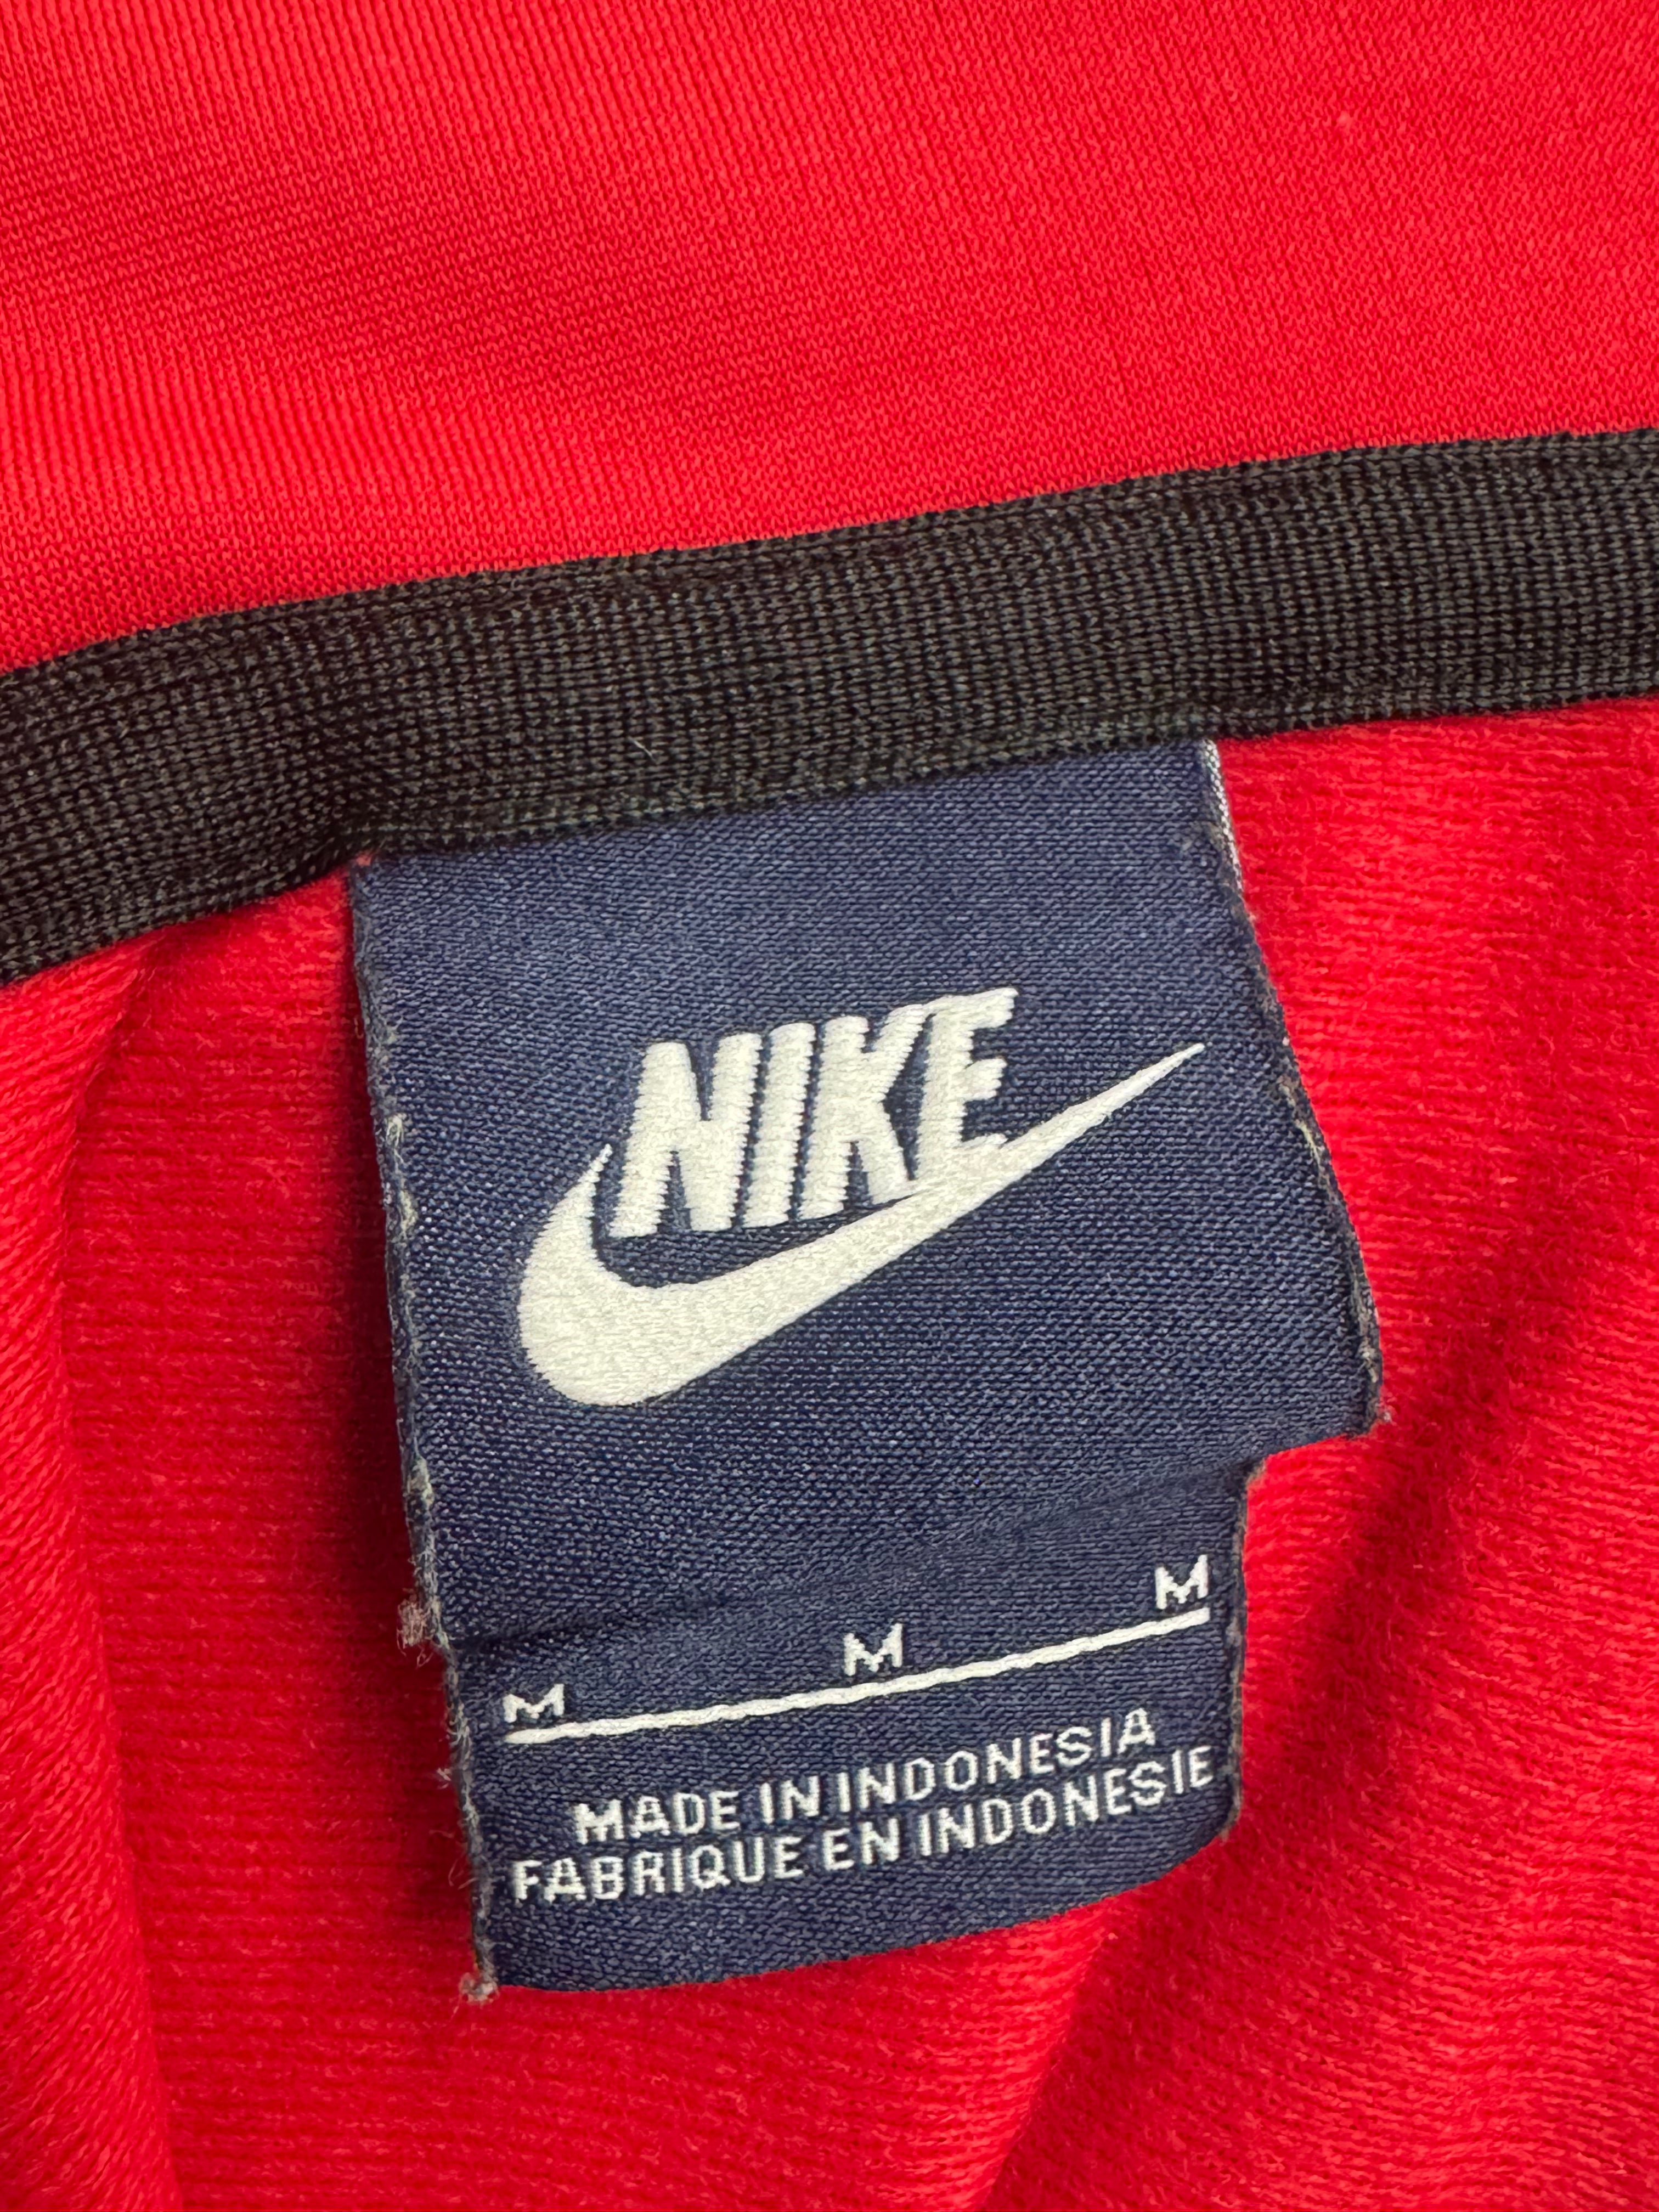 NIKE
M M M
MADE IN INDONESIA
FABRIQUE EN INDONESIE